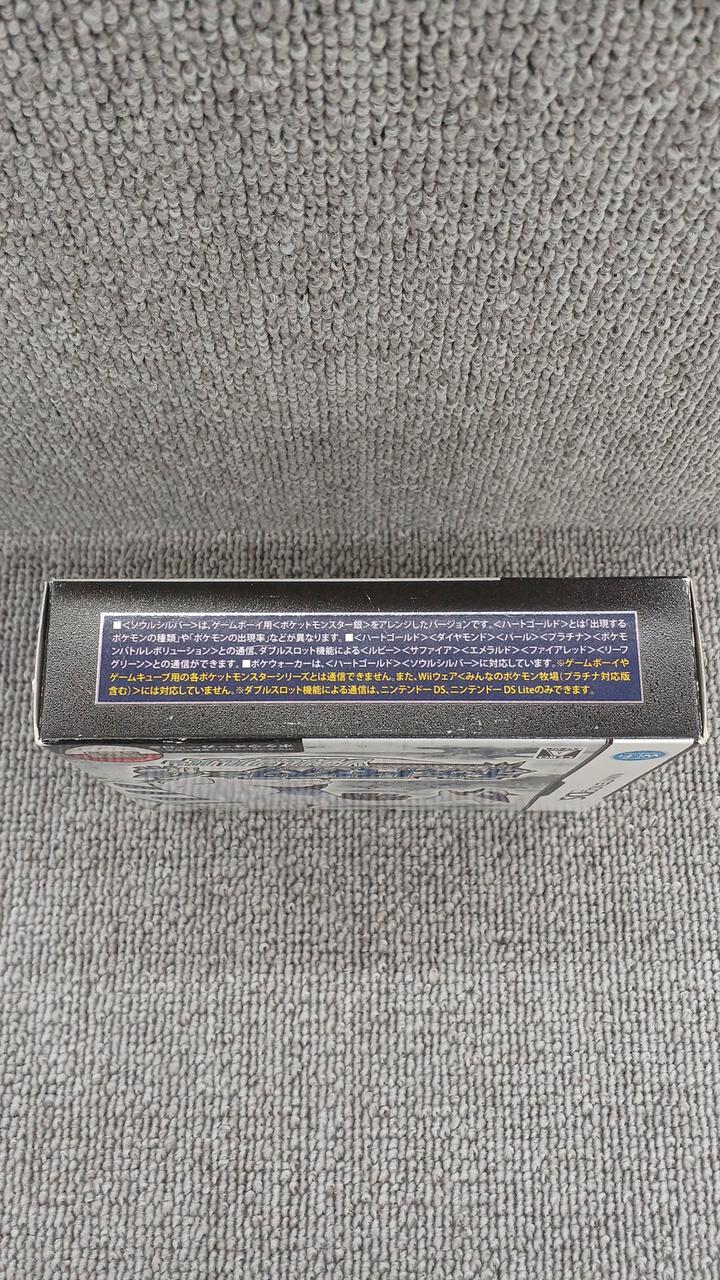 ■<ソウルシルバー>は、ゲームボーイ用<ポケットモンスター銀>をアレンジしたバージョンです。<ハートゴールド>とは「出現する
ポケモンの種類」や「ポケモンの出現率」などが異なります。■<ハートゴールド><ダイヤモンド><パール><プラチナ><ポケモ
ンバトルレボリューション>との通信、ダブルスロット機能による<ルビー><サファイア><エメラルド><ファイアレッド><リーフ
グリーン>との通信ができます。■ポケウォーカーは、<ハートゴールド><ソウルシルバー>に対応しています。※ゲームボーイや
ゲームキューブ用の各ポケットモンスターシリーズとは通信できません。また、Wiiウェア<みんなのポケモン牧場(プラチナ対応版
含む)>には対応していません。※ダブルスロット機能による通信は、ニンテンドーDS、ニンテンドーDS Liteのみできます。